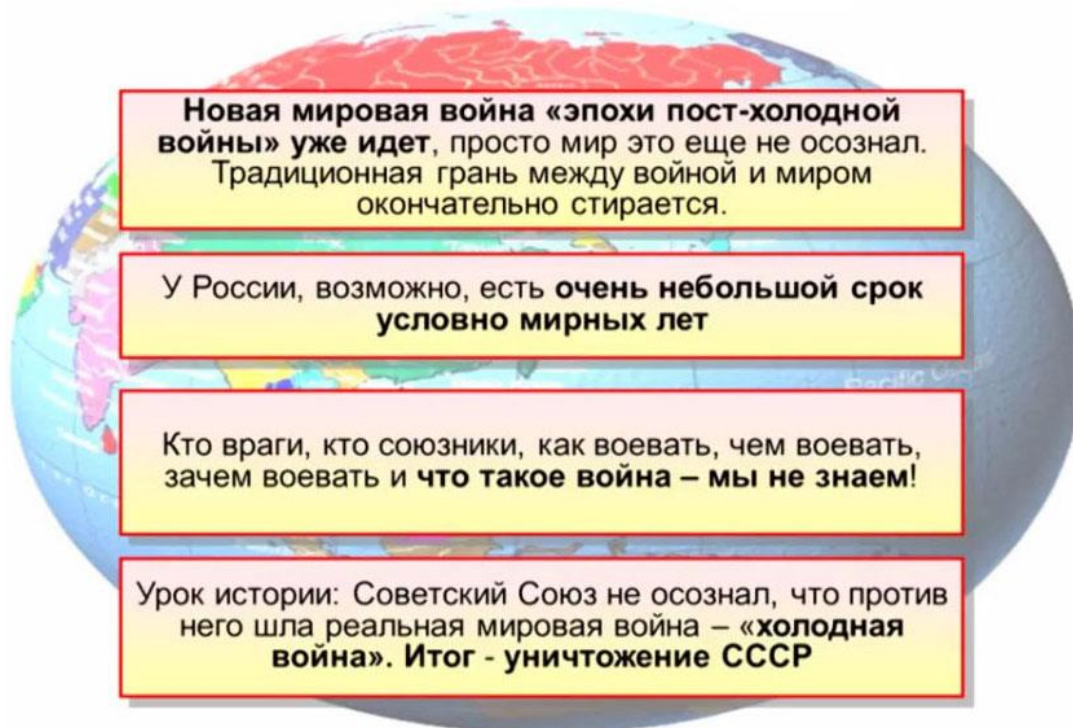 Новая мировая война «эпохи пост-холодной
войны» уже идет, просто мир это еще не осознал.
Традиционная грань между войной и миром
окончательно стирается.
У России, возможно, есть очень небольшой срок
условно мирных лет
Кто враги, кто союзники, как воевать, чем воевать,
зачем воевать и что такое война – мы не знаем!
Pacific Ocean
Урок истории: Советский Союз не осознал, что против
него шла реальная мировая война – «холодная
война». Итог - уничтожение СССР